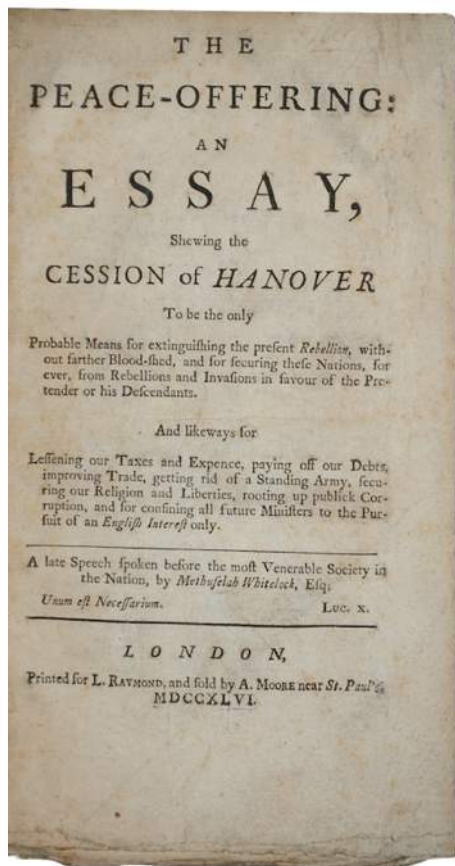 THE
PEACE-OFFERING:
AN
ESSAY,
Shewing the
CESSION of HANOVER
To be the only
Probable Means for extinguiſhing the preſent Rebellion, with-
out farther Blood-ſhed, and for ſecuring theſe Nations, for
ever, from Rebellions and Invaſions in favour of the Pre-
tender or his Deſcendants.
And likeways for
Leſſening our Taxes and Expence, paying off our Debts,
improving Trade, getting rid of a Standing Army, ſecu-
ring our Religion and Liberties, rooting up publick Cor-
ruption, and for confining all future Miniſters to the Pur-
ſuit of an Engliſh Intereſt only.
A late Speech ſpoken before the moſt Venerable Society in
the Nation, by Methuſelah Whitelock, Eſq;
Unum eſt Neceſſarium. Luc. X.
LONDON,
Printed for L. RAYMOND, and ſold by A. MOORE near St. Paul's,
MDCCXLVI.